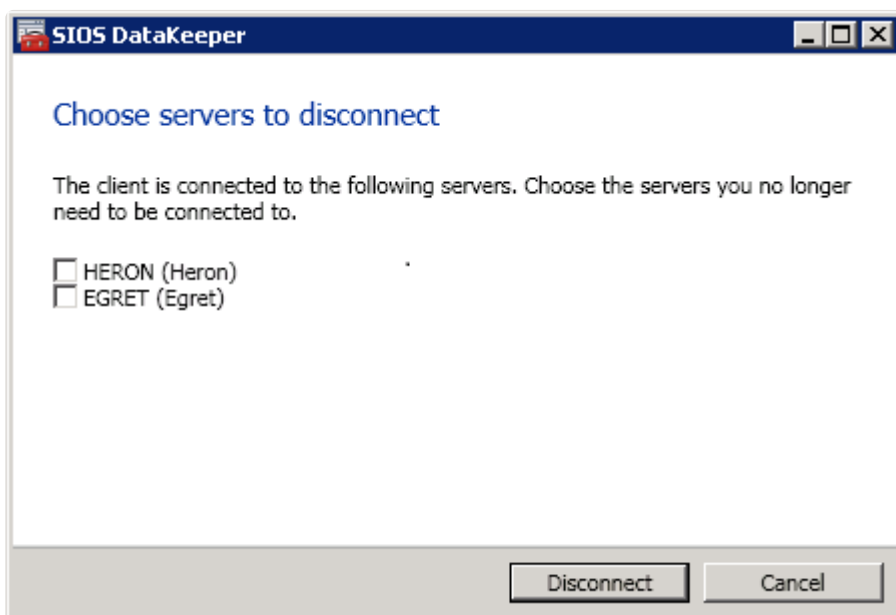 SIOS DataKeeper
Choose servers to disconnect
The client is connected to the following servers. Choose the servers you no longer
need to be connected to.
HERON (Heron)
EGRET (Egret)
Disconnect Cancel